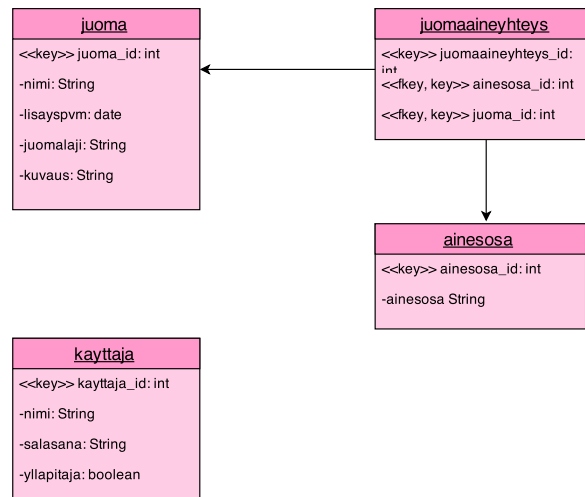 juoma
<<key>> juoma_id: int
-nimi: String
-lisayspvm: date
-juomalaji: String
-kuvaus: String
juomaaineyhteys
<<key>> juomaaineyhteys_id:
int
<<fkey, key>> ainesosa_id: int
<<fkey, key>> juoma_id: int
ainesosa
<<key>> ainesosa_id: int
-ainesosa String
kayttaja
<<key>> kayttaja_id: int
-nimi: String
-salasana: String
-yllapitaja: boolean